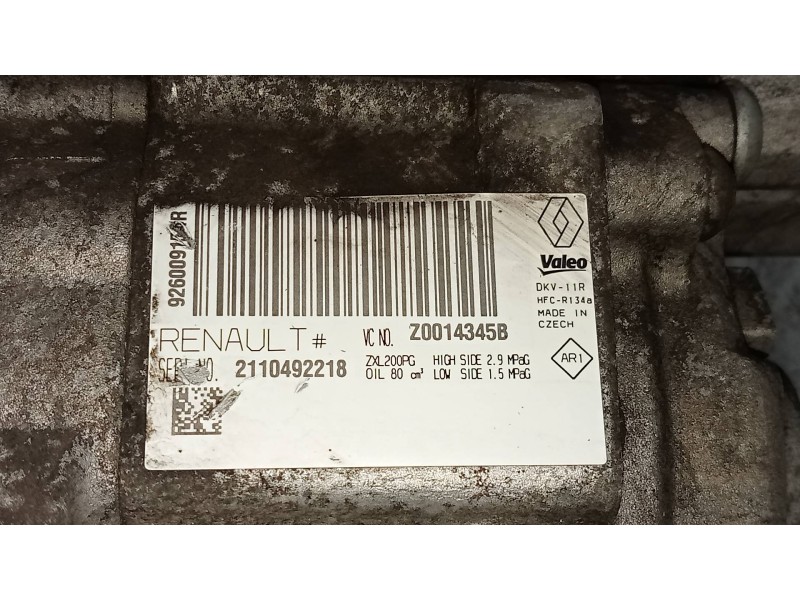 Valeo
DKV-11R
HFC-R134a
MADE IN
CZECH
RENAULT #
VC NO. Z0014345B
NO. 2110492218
ZXL200PG HIGH SIDE 2.9 MPaG
OIL 80 cm³ LOW SIDE 1.5 MPaG
AR1